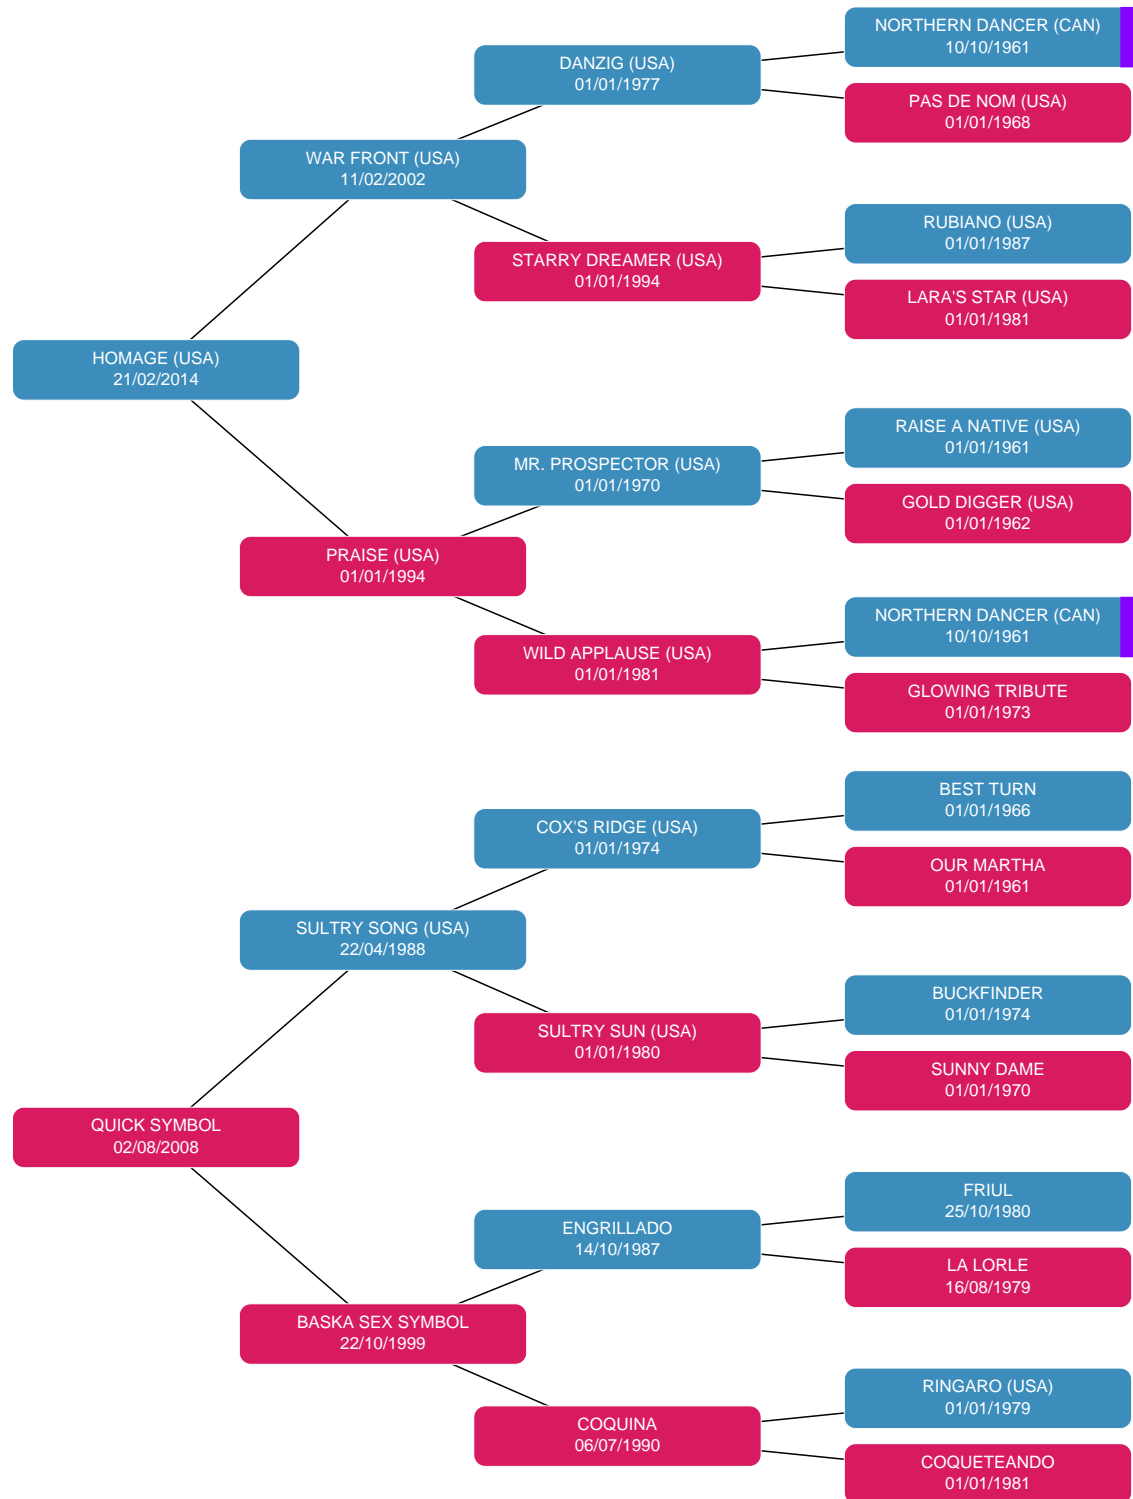 NORTHERN DANCER (CAN)
10/10/1961
DANZIG (USA)
01/01/1977
PAS DE NOM (USA)
01/01/1968
WAR FRONT (USA)
11/02/2002
RUBIANO (USA)
01/01/1987
STARRY DREAMER (USA)
01/01/1994
LARA'S STAR (USA)
01/01/1981
HOMAGE (USA)
21/02/2014
RAISE A NATIVE (USA)
01/01/1961
MR. PROSPECTOR (USA)
01/01/1970
GOLD DIGGER (USA)
01/01/1962
PRAISE (USA)
01/01/1994
NORTHERN DANCER (CAN)
10/10/1961
WILD APPLAUSE (USA)
01/01/1981
GLOWING TRIBUTE
01/01/1973
BEST TURN
01/01/1966
COX'S RIDGE (USA)
01/01/1974
OUR MARTHA
01/01/1961
SULTRY SONG (USA)
22/04/1988
BUCKFINDER
01/01/1974
SULTRY SUN (USA)
01/01/1980
SUNNY DAME
01/01/1970
QUICK SYMBOL
02/08/2008
FRIUL
25/10/1980
ENGRILLADO
14/10/1987
LA LORLE
16/08/1979
BASKA SEX SYMBOL
22/10/1999
RINGARO (USA)
01/01/1979
COQUINA
06/07/1990
COQUETEANDO
01/01/1981